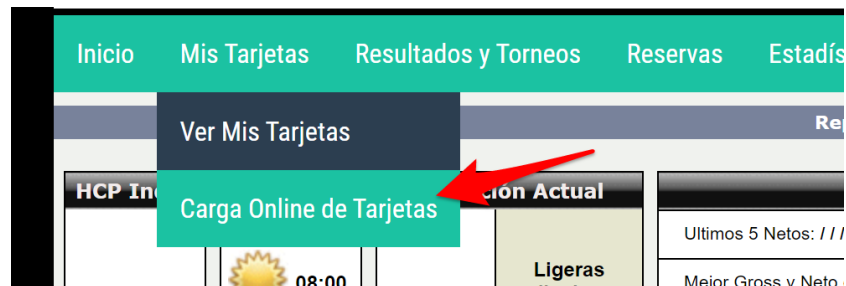 Inicio Mis Tarjetas Resultados y Torneos Reservas
Ver Mis Tarjetas
Carga Online de Tarjetas
HCP
Actual
Ultimos 5 Netos: / / /
08:00
Ligeras
Mejor Gross y Neto